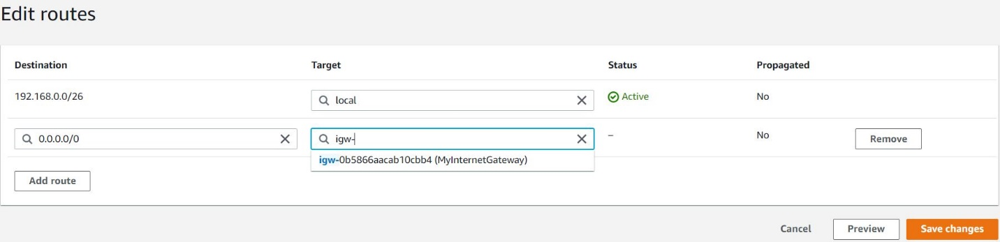 Edit routes
Destination Target Status Propagated
192.168.0.0/26 local Active No
0.0.0.0/0 igw- – No Remove
igw-0b5866aacab10cbb4 (MyInternetGateway)
Add route
Cancel Preview Save changes